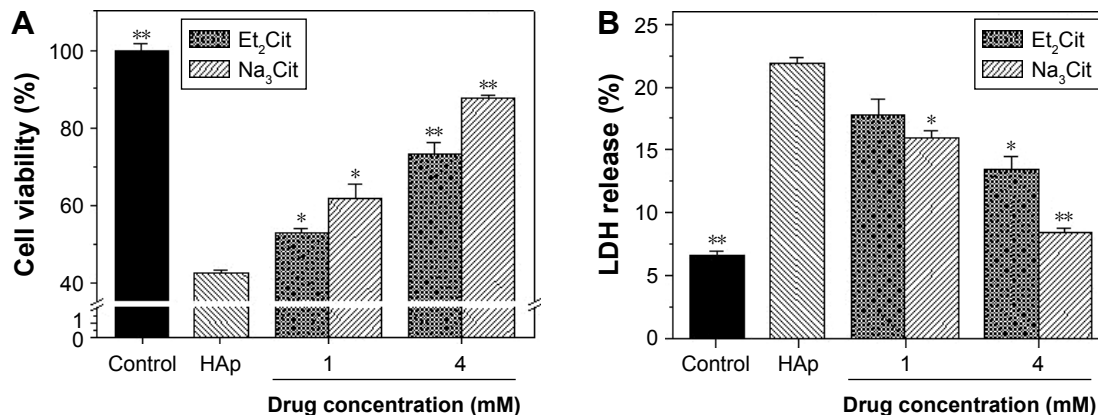 A
Cell viability (%)
100
80
60
40
1
0
**
*
*
**
**
Et₂Cit
Na₃Cit
Control
HAp
1
4
Drug concentration (mM)
B
LDH release (%)
25
20
15
10
5
0
**
*
*
**
Et₂Cit
Na₃Cit
Control
HAp
1
4
Drug concentration (mM)